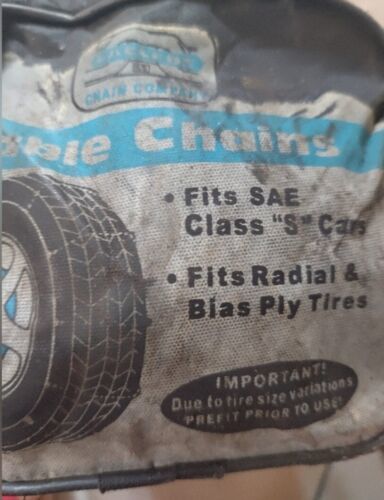 CHAIN COMPANY
Chains
• Fits SAE
Class "S" Cars
• Fits Radial &
Bias Ply Tires
IMPORTANT!
Due to tire size variations
PREFIT PRIOR TO USE!